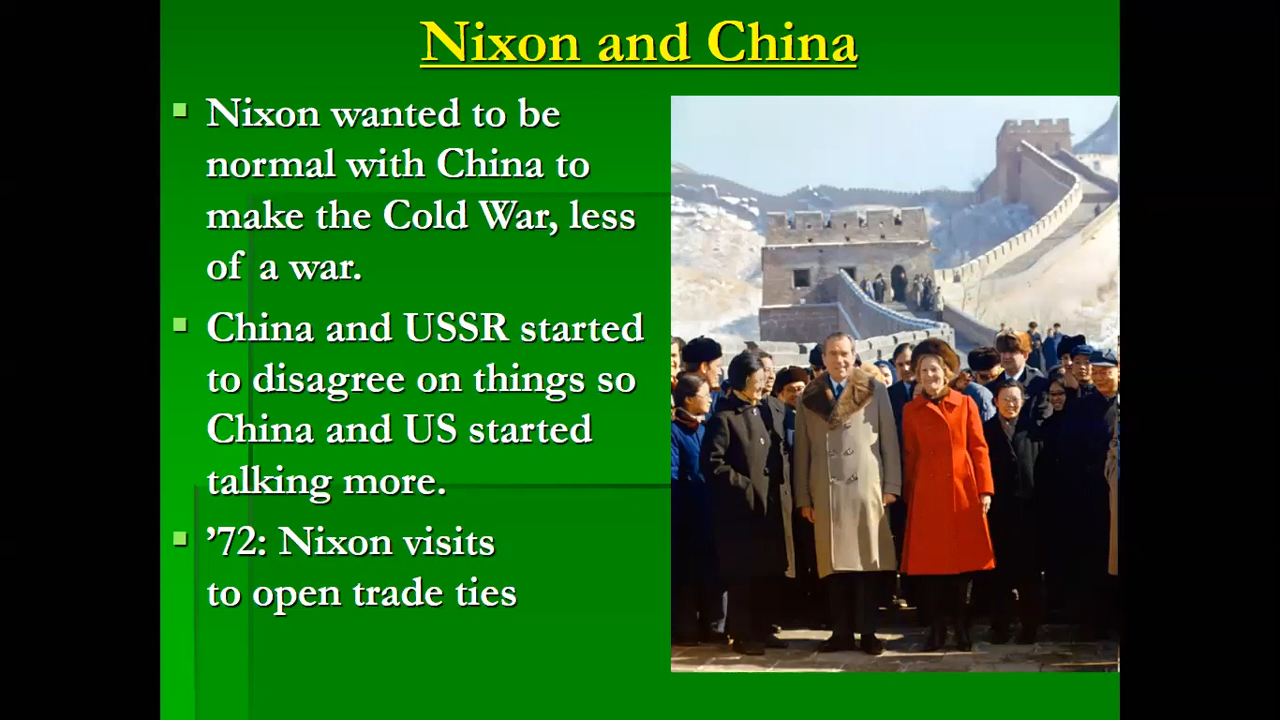 Nixon and China
Nixon wanted to be
normal with China to
make the Cold War, less
of a war.
China and USSR started
to disagree on things so
China and US started
talking more.
’72: Nixon visits
to open trade ties